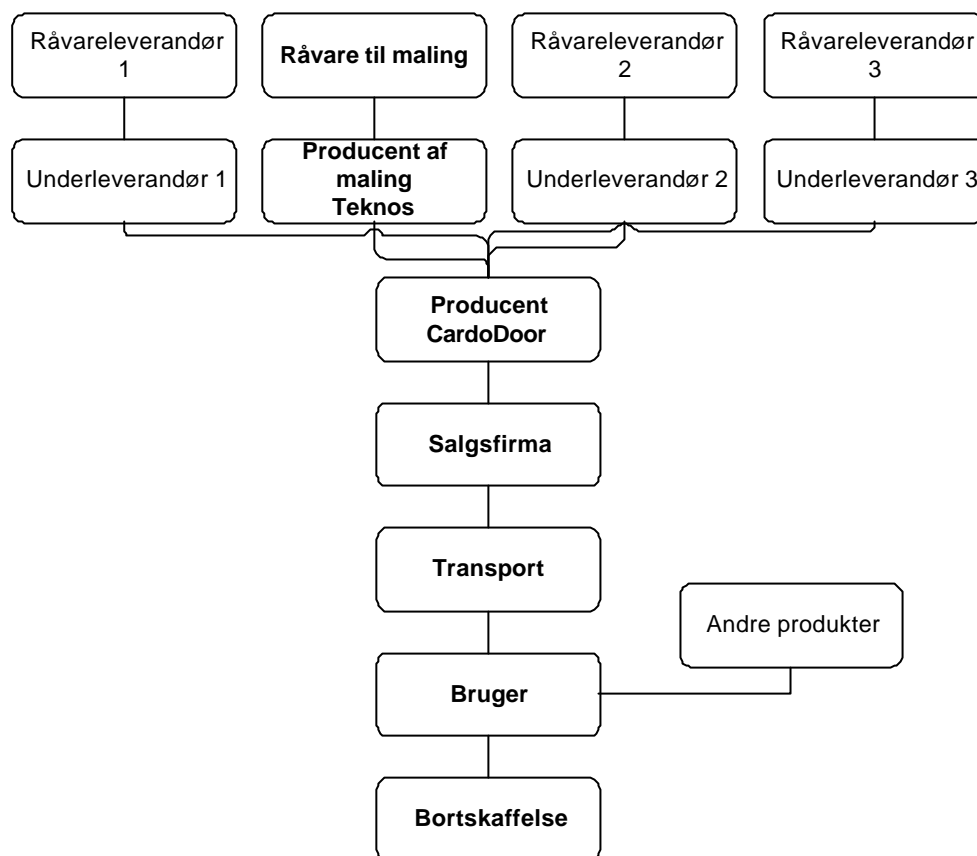 Råvareleverandør
1
Råvare til maling
Råvareleverandør
2
Råvareleverandør
3
Underleverandør 1
Producent af
maling
Teknos
Underleverandør 2
Underleverandør 3
Producent
CardoDoor
Salgsfirma
Transport
Andre produkter
Bruger
Bortskaffelse